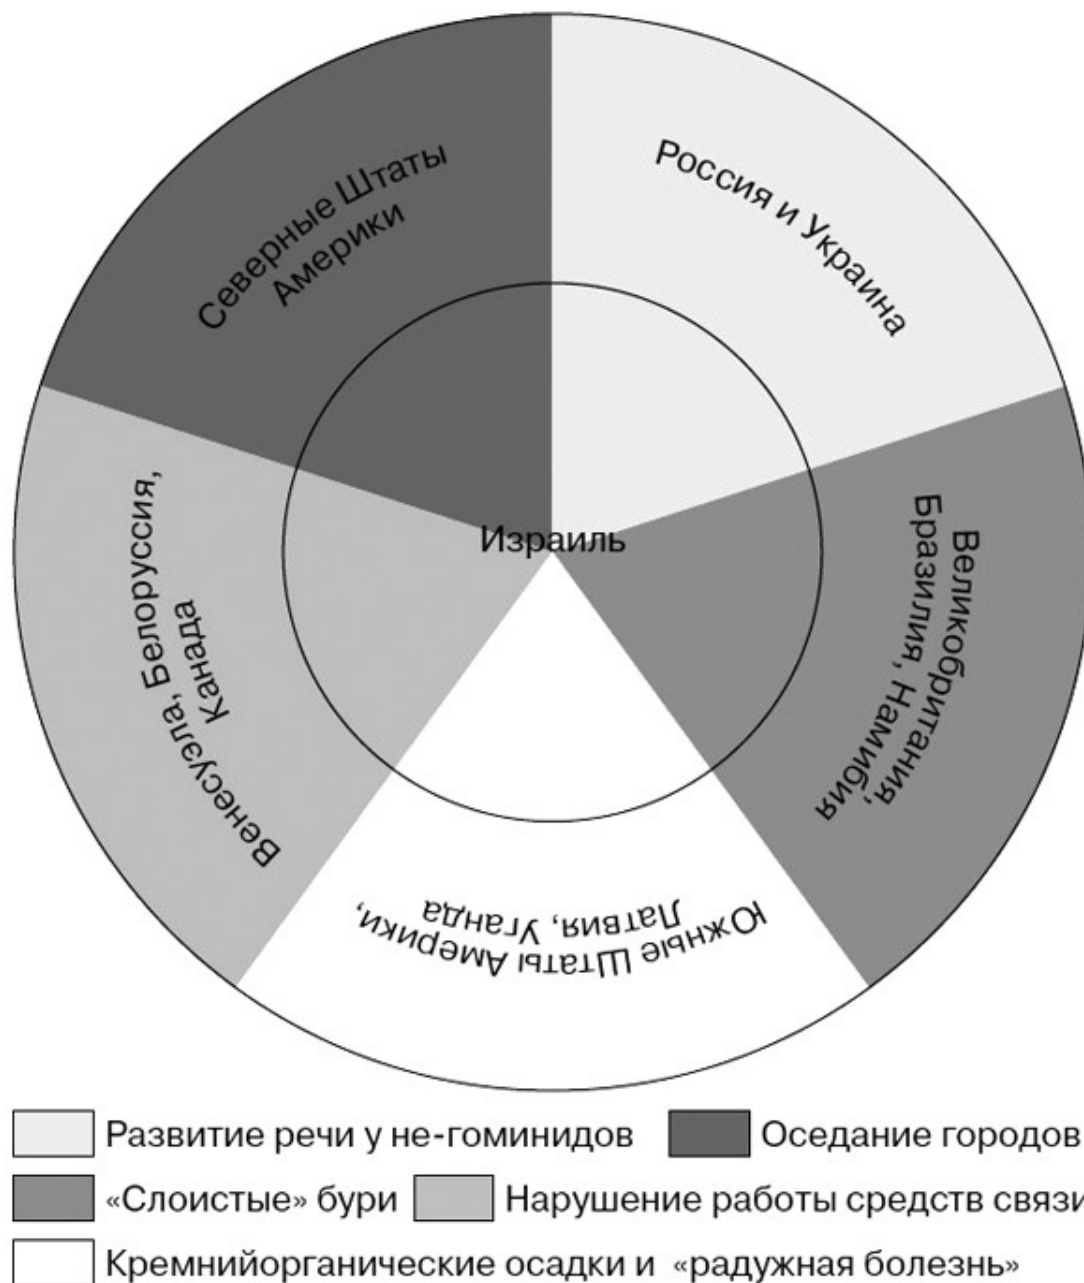 Северные Штаты
Америки
Россия и Украина
Израиль
Венесуэла, Белоруссия,
Канада
Великобритания,
Бразилия, Намибия
Южные Штаты Америки,
Латвия, Уганда
Развитие речи у не-гоминидов
Оседание городов
«Слоистые» бури
Нарушение работы средств связи
Кремнийорганические осадки и «радужная болезнь»